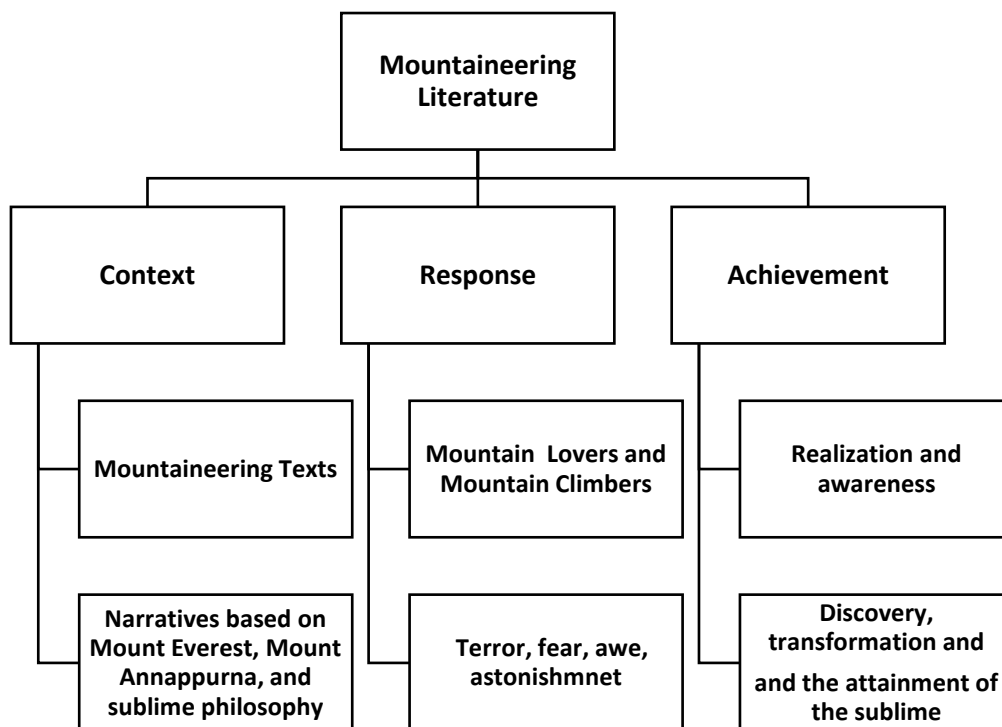 Mountaineering
Literature
Context
Response
Achievement
Mountaineering Texts
Mountain Lovers and
Mountain Climbers
Realization and
awareness
Narratives based on
Mount Everest, Mount
Annappurna, and
sublime philosophy
Terror, fear, awe,
astonishmnet
Discovery,
transformation and
and the attainment of
the sublime